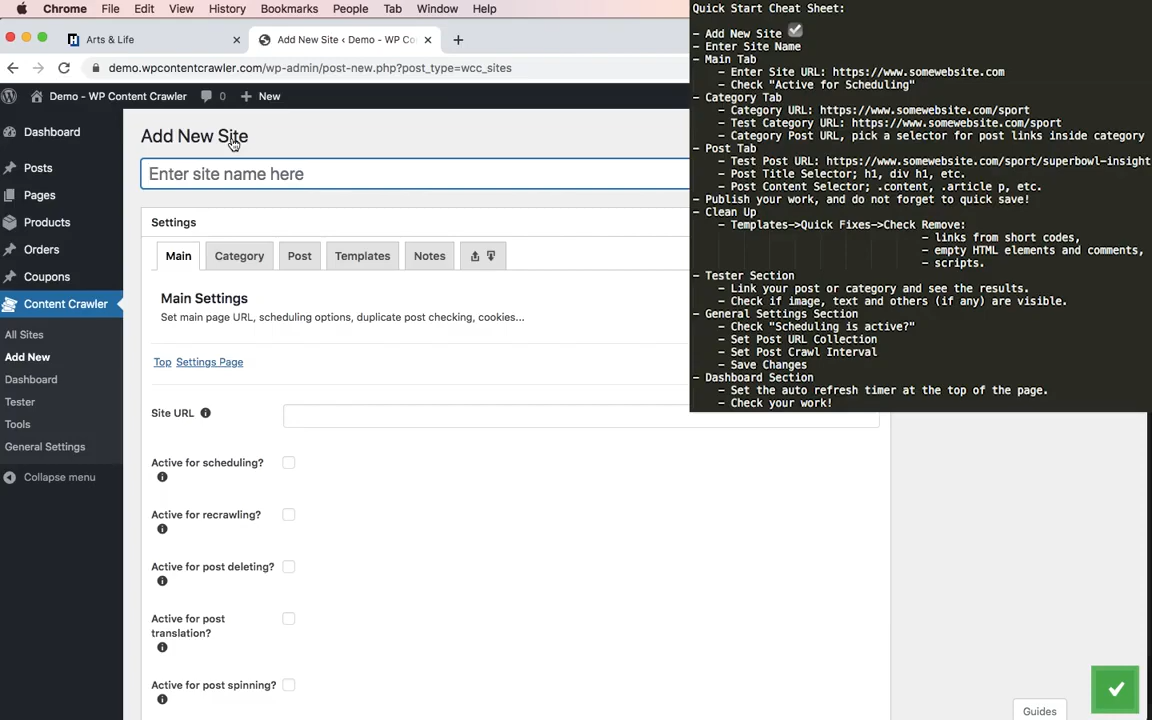 Chrome File Edit View History Bookmarks People Tab Window Help
Arts & Life
Add New Site ‹ Demo - WP Co
demo.wpcontentcrawler.com/wp-admin/post-new.php?post_type=wcc_sites
Demo - WP Content Crawler 0 New
Dashboard
Posts
Pages
Products
Orders
Coupons
Content Crawler
All Sites
Add New
Dashboard
Tester
Tools
General Settings
Collapse menu
Add New Site
Enter site name here
Settings
Main Category Post Templates Notes
Main Settings
Set main page URL, scheduling options, duplicate post checking, cookies...
Top Settings Page
Site URL
Active for scheduling?
Active for recrawling?
Active for post deleting?
Active for post
translation?
Active for post spinning?
Quick Start Cheat Sheet:
- Add New Site
- Enter Site Name
- Main Tab
- Enter Site URL: https://www.somewebsite.com
- Check "Active for Scheduling"
- Category Tab
- Category URL: https://www.somewebsite.com/sport
- Test Category URL: https://www.somewebsite.com/sport
- Category Post URL, pick a selector for post links inside category
- Post Tab
- Test Post URL: https://www.somewebsite.com/sport/superbowl-insight
- Post Title Selector; h1, div h1, etc.
- Post Content Selector; .content, .article p, etc.
- Publish your work, and do not forget to quick save!
- Clean Up
- Templates->Quick Fixes->Check Remove:
- links from short codes,
- empty HTML elements and comments,
- scripts.
- Tester Section
- Link your post or category and see the results.
- Check if image, text and others (if any) are visible.
- General Settings Section
- Check "Scheduling is active?"
- Set Post URL Collection
- Set Post Crawl Interval
- Save Changes
- Dashboard Section
- Set the auto refresh timer at the top of the page.
- Check your work!
Guides